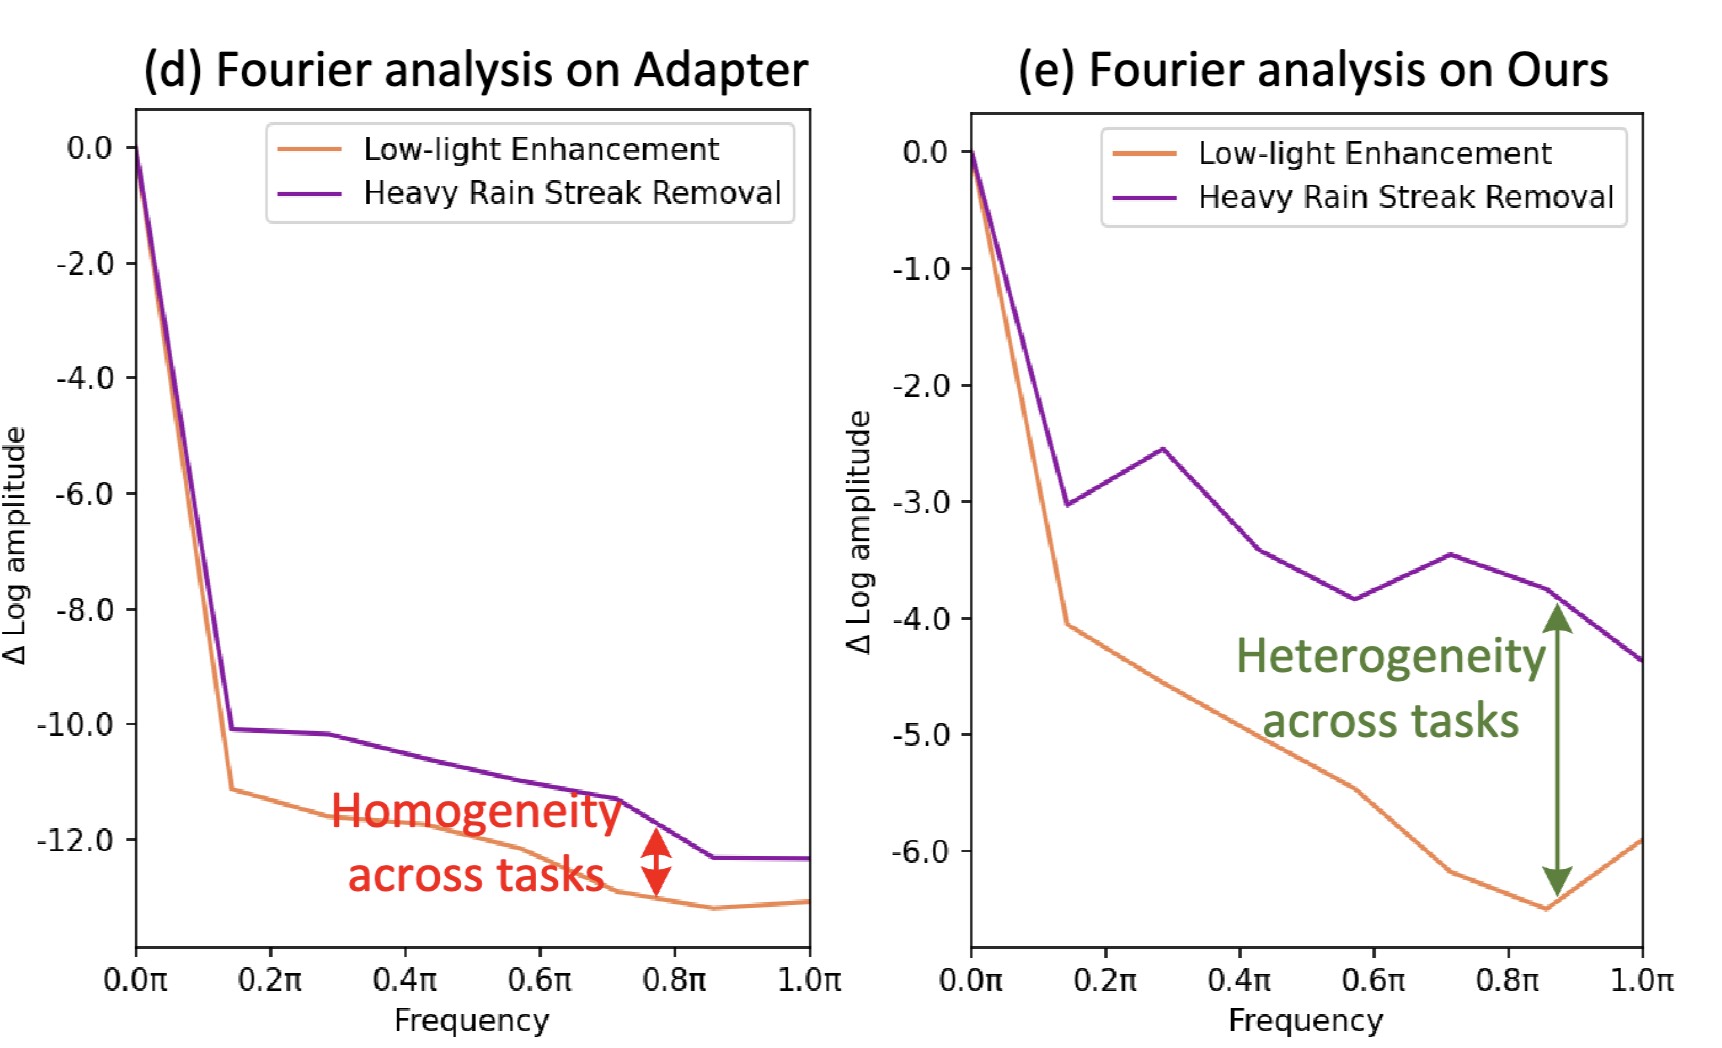 (d) Fourier analysis on Adapter
Low-light Enhancement
Heavy Rain Streak Removal
0.0
-2.0
-4.0
-6.0
-8.0
-10.0
-12.0
Δ Log amplitude
Homogeneity
across tasks
0.0π 0.2π 0.4π 0.6π 0.8π 1.0π
Frequency
(e) Fourier analysis on Ours
Low-light Enhancement
Heavy Rain Streak Removal
0.0
-1.0
-2.0
-3.0
-4.0
-5.0
-6.0
Δ Log amplitude
Heterogeneity
across tasks
0.0π 0.2π 0.4π 0.6π 0.8π 1.0π
Frequency